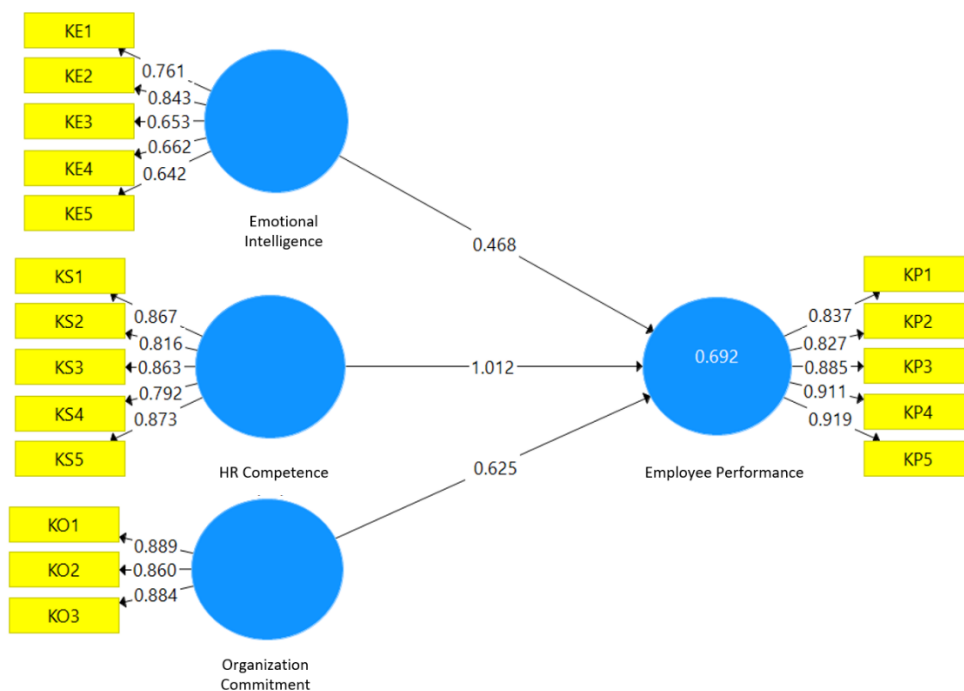 KE1
KE2
KE3
KE4
KE5
0.761
0.843
0.653
0.662
0.642
Emotional
Intelligence
0.468
KS1
KS2
KS3
KS4
KS5
0.867
0.816
0.863
0.792
0.873
HR Competence
1.012
KO1
KO2
KO3
0.889
0.860
0.884
Organization
Commitment
0.625
0.692
Employee Performance
0.837
0.827
0.885
0.911
0.919
KP1
KP2
KP3
KP4
KP5